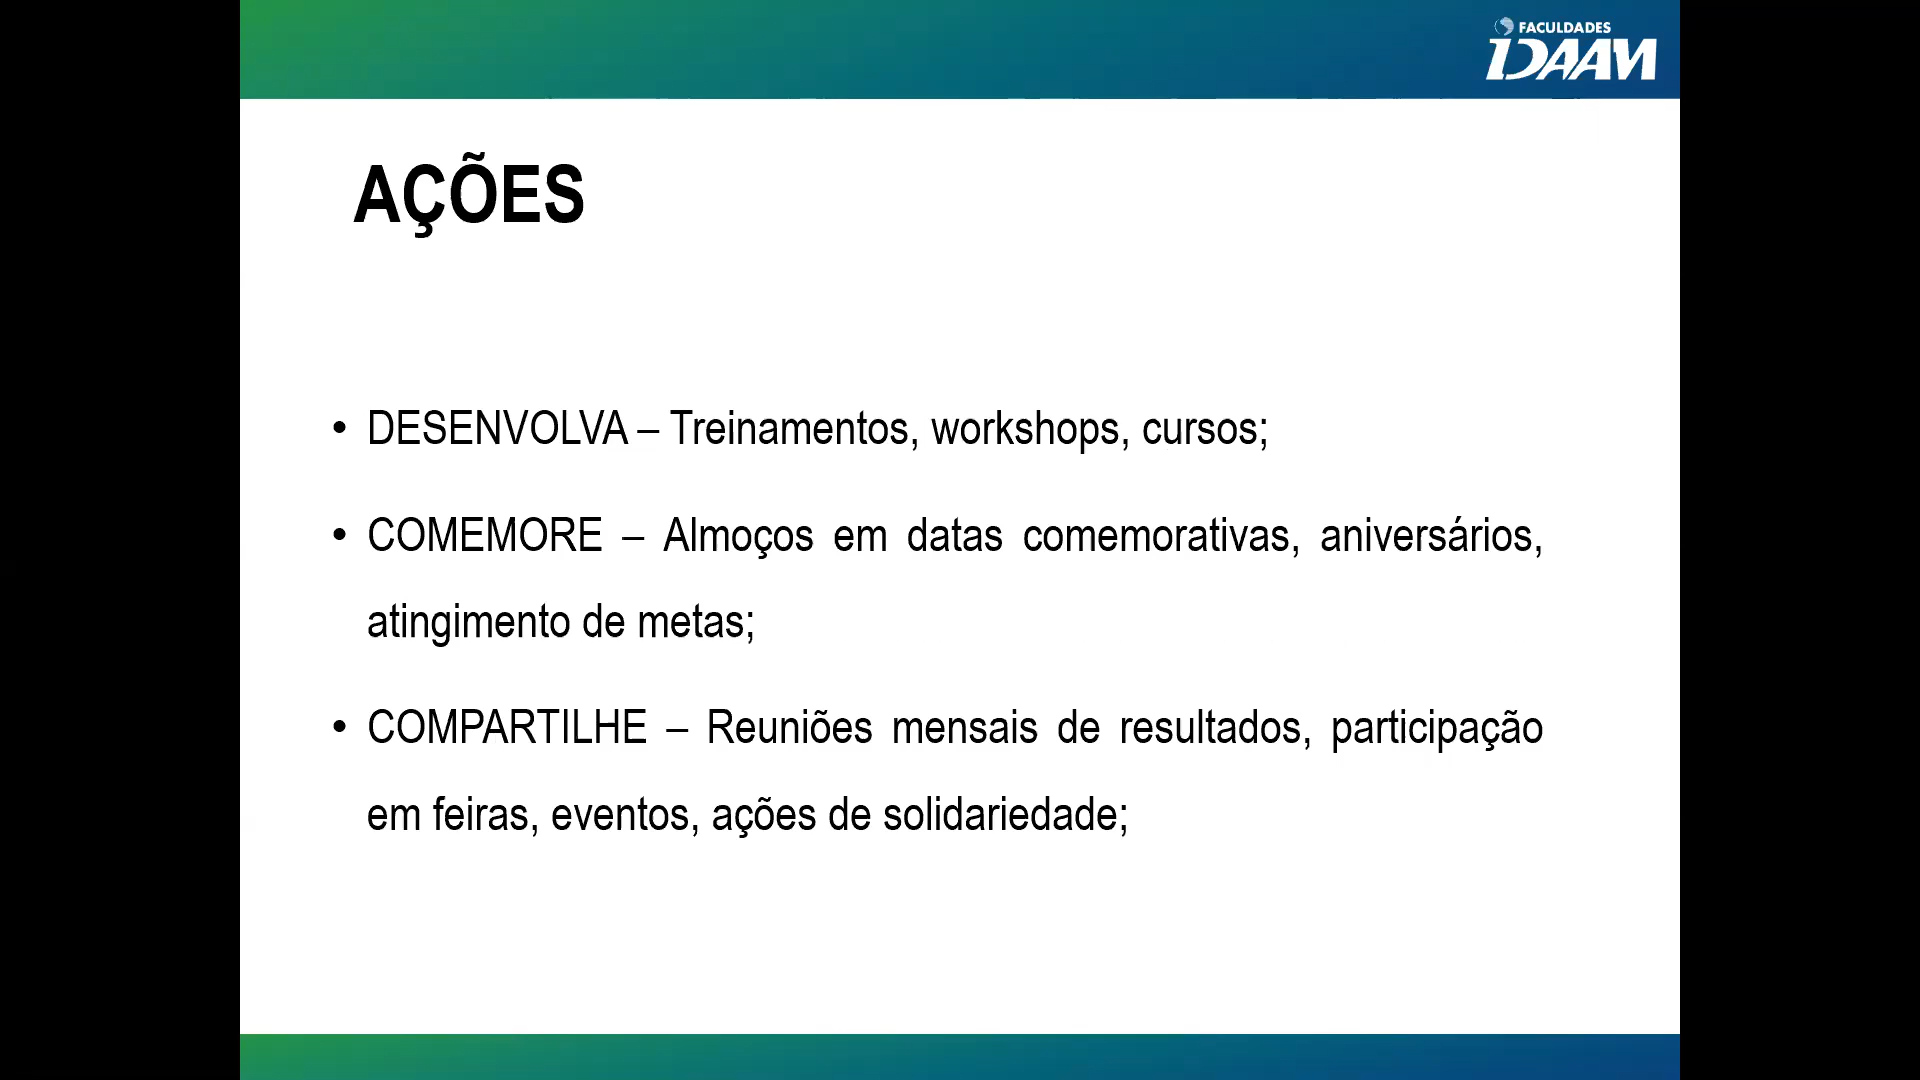 FACULDADES
IDAAM
AÇÕES
• DESENVOLVA – Treinamentos, workshops, cursos;
• COMEMORE – Almoços em datas comemorativas, aniversários,
atingimento de metas;
• COMPARTILHE – Reuniões mensais de resultados, participação
em feiras, eventos, ações de solidariedade;